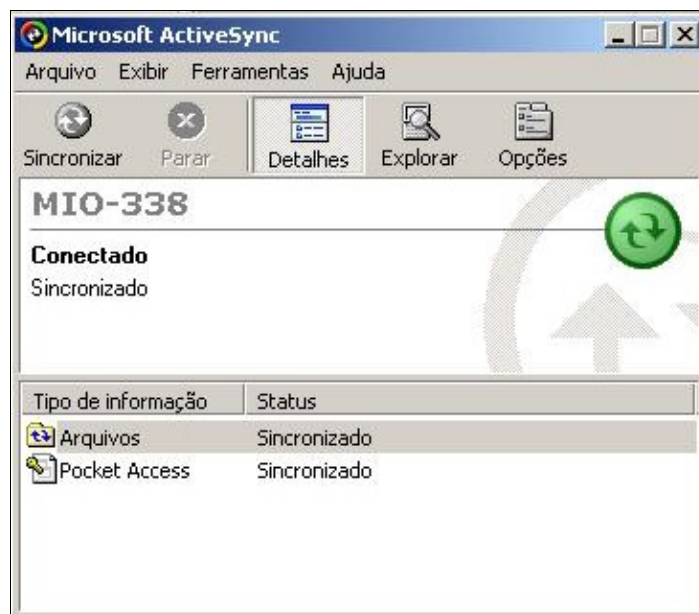 Microsoft ActiveSync
Arquivo Exibir Ferramentas Ajuda
Sincronizar Parar Detalhes Explorar Opções
MIO-338
Conectado
Sincronizado
Tipo de informação Status
Arquivos Sincronizado
Pocket Access Sincronizado